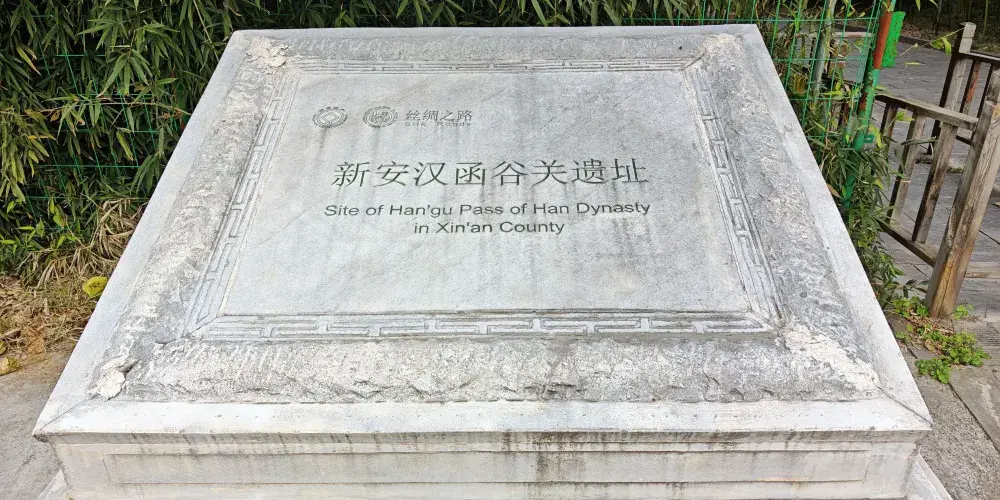 丝绸之路
Silk Roads
新安汉函谷关遗址
Site of Han'gu Pass of Han Dynasty
in Xin'an County